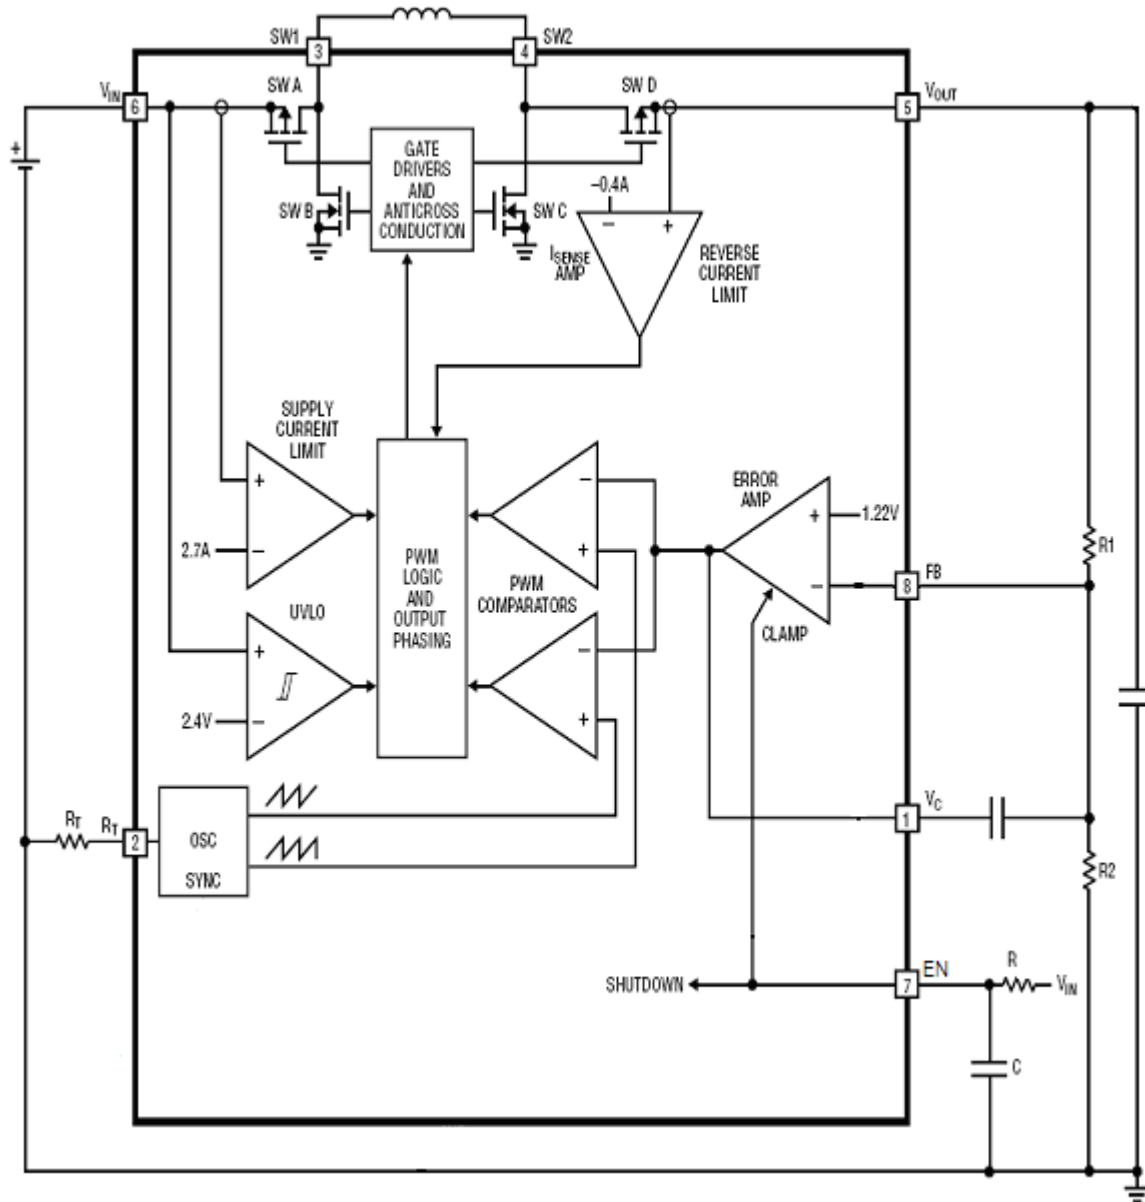 SW1
3
4
SW2
SW A
SW D
VIN
6
5
VOUT
+
GATE
DRIVERS
AND
ANTICROSS
CONDUCTION
–0.4A
SW B
SW C
–
+
ISENSE
AMP
REVERSE
CURRENT
LIMIT
SUPPLY
CURRENT
LIMIT
+
2.7A
–
–
+
ERROR
AMP
+
1.22V
–
8
FB
R1
PWM
LOGIC
AND
OUTPUT
PHASING
PWM
COMPARATORS
CLAMP
UVLO
+
2.4V
–
–
+
RT
RT
2
OSC
SYNC
1
VC
R2
SHUTDOWN
7
EN
R
VIN
C